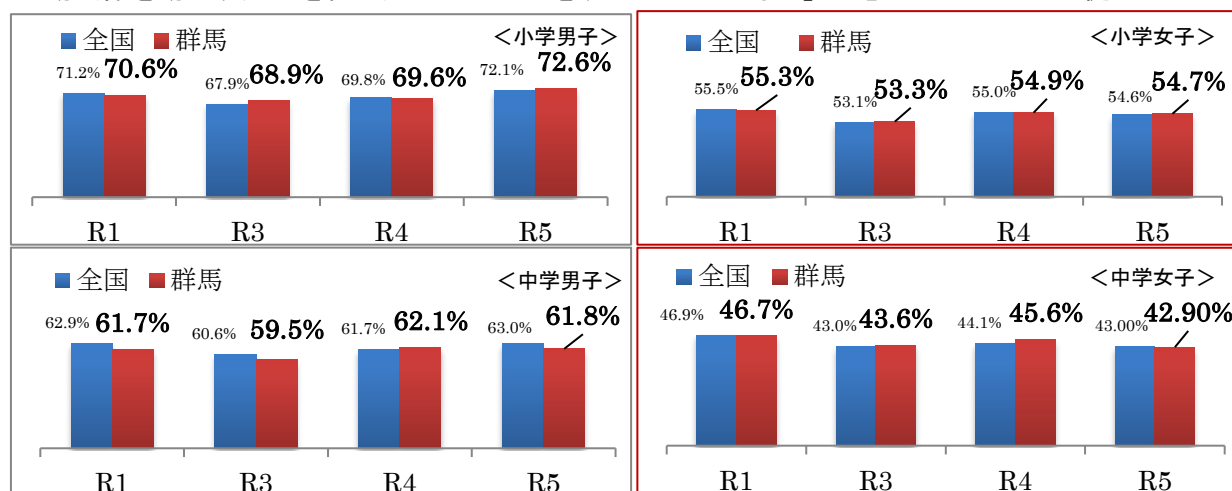 全国 群馬 <小学男子>
71.2% 70.6% 67.9% 68.9% 69.8% 69.6% 72.1% 72.6%
R1 R3 R4 R5
全国 群馬 <小学女子>
55.5% 55.3% 53.1% 53.3% 55.0% 54.9% 54.6% 54.7%
R1 R3 R4 R5
全国 群馬 <中学男子>
62.9% 61.7% 60.6% 59.5% 61.7% 62.1% 63.0% 61.8%
R1 R3 R4 R5
全国 群馬 <中学女子>
46.9% 46.7% 43.0% 43.6% 44.1% 45.6% 43.00% 42.90%
R1 R3 R4 R5